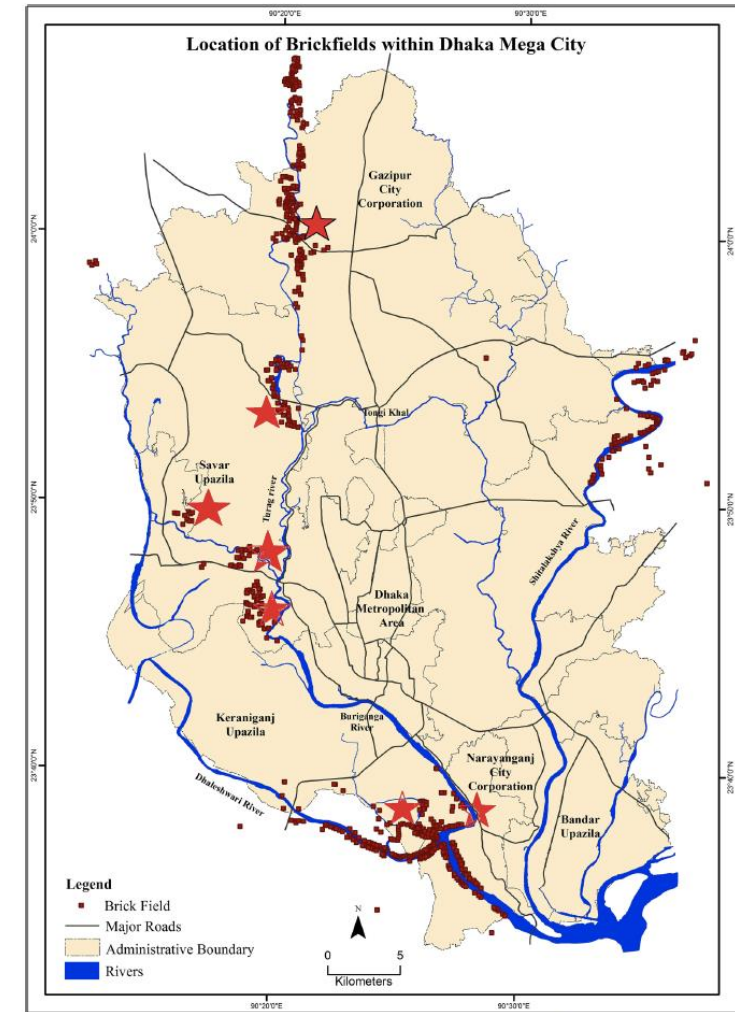 90°20'0"E
90°30'0"E
Location of Brickfields within Dhaka Mega City
Gazipur
City
Corporation
24°0'0"N
24°0'0"N
Tongi Khal
Savar
Upazila
Turag river
23°50'0"N
23°50'0"N
Shitalakshya River
Dhaka
Metropolitan
Area
Keraniganj
Upazila
Buriganga
River
Narayanganj
City
Corporation
23°40'0"N
23°40'0"N
Dhaleshwari River
Bandar
Upazila
Legend
Brick Field
Major Roads
Administrative Boundary
Rivers
N
0 5
Kilometers
90°20'0"E
90°30'0"E